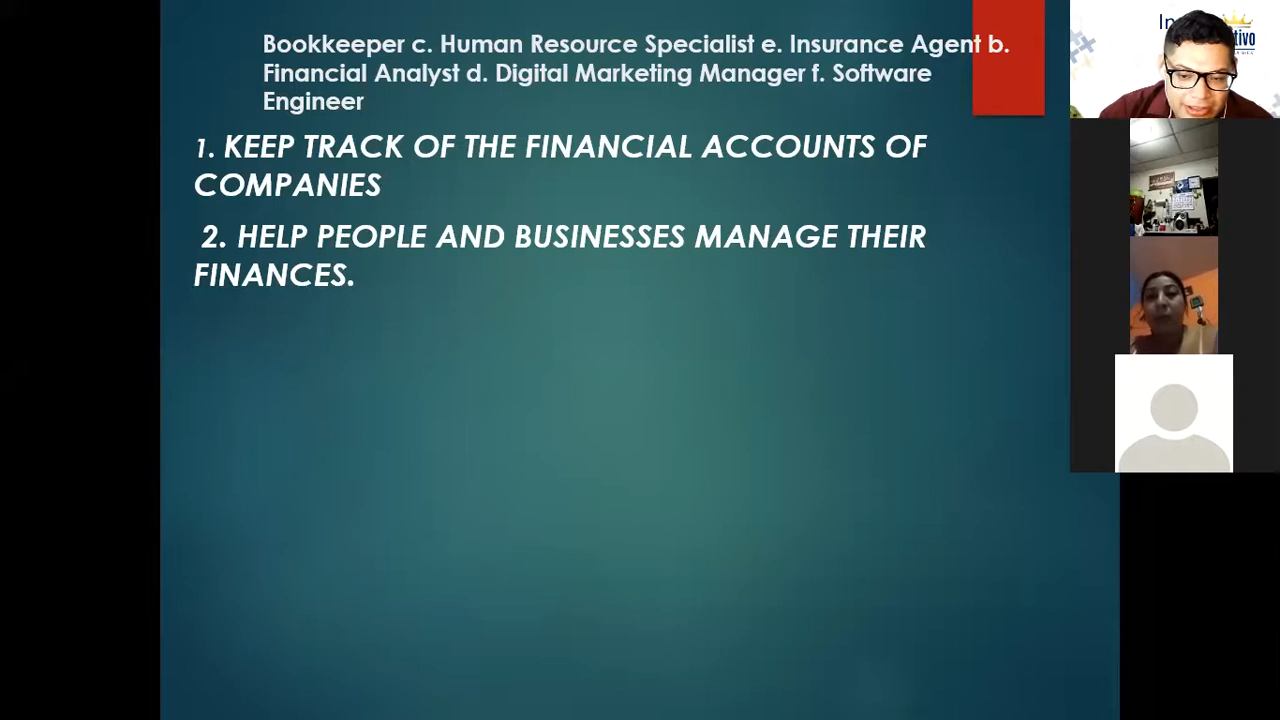 Bookkeeper c. Human Resource Specialist e. Insurance Agent b.
Financial Analyst d. Digital Marketing Manager f. Software
Engineer
1. KEEP TRACK OF THE FINANCIAL ACCOUNTS OF
COMPANIES
2. HELP PEOPLE AND BUSINESSES MANAGE THEIR
FINANCES.